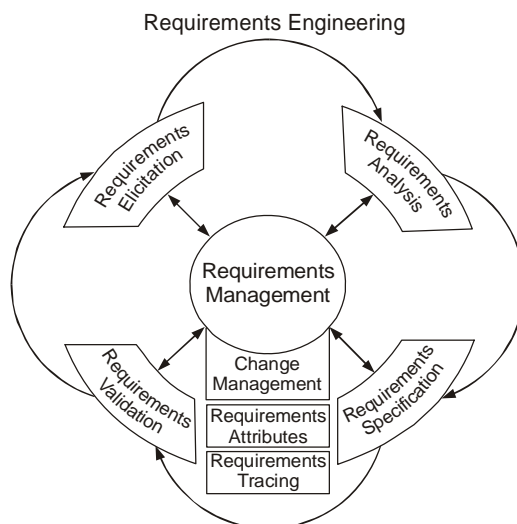 Requirements Engineering
Requirements
Elicitation
Requirements
Analysis
Requirements
Management
Change
Management
Requirements
Attributes
Requirements
Tracing
Requirements
Validation
Requirements
Specification